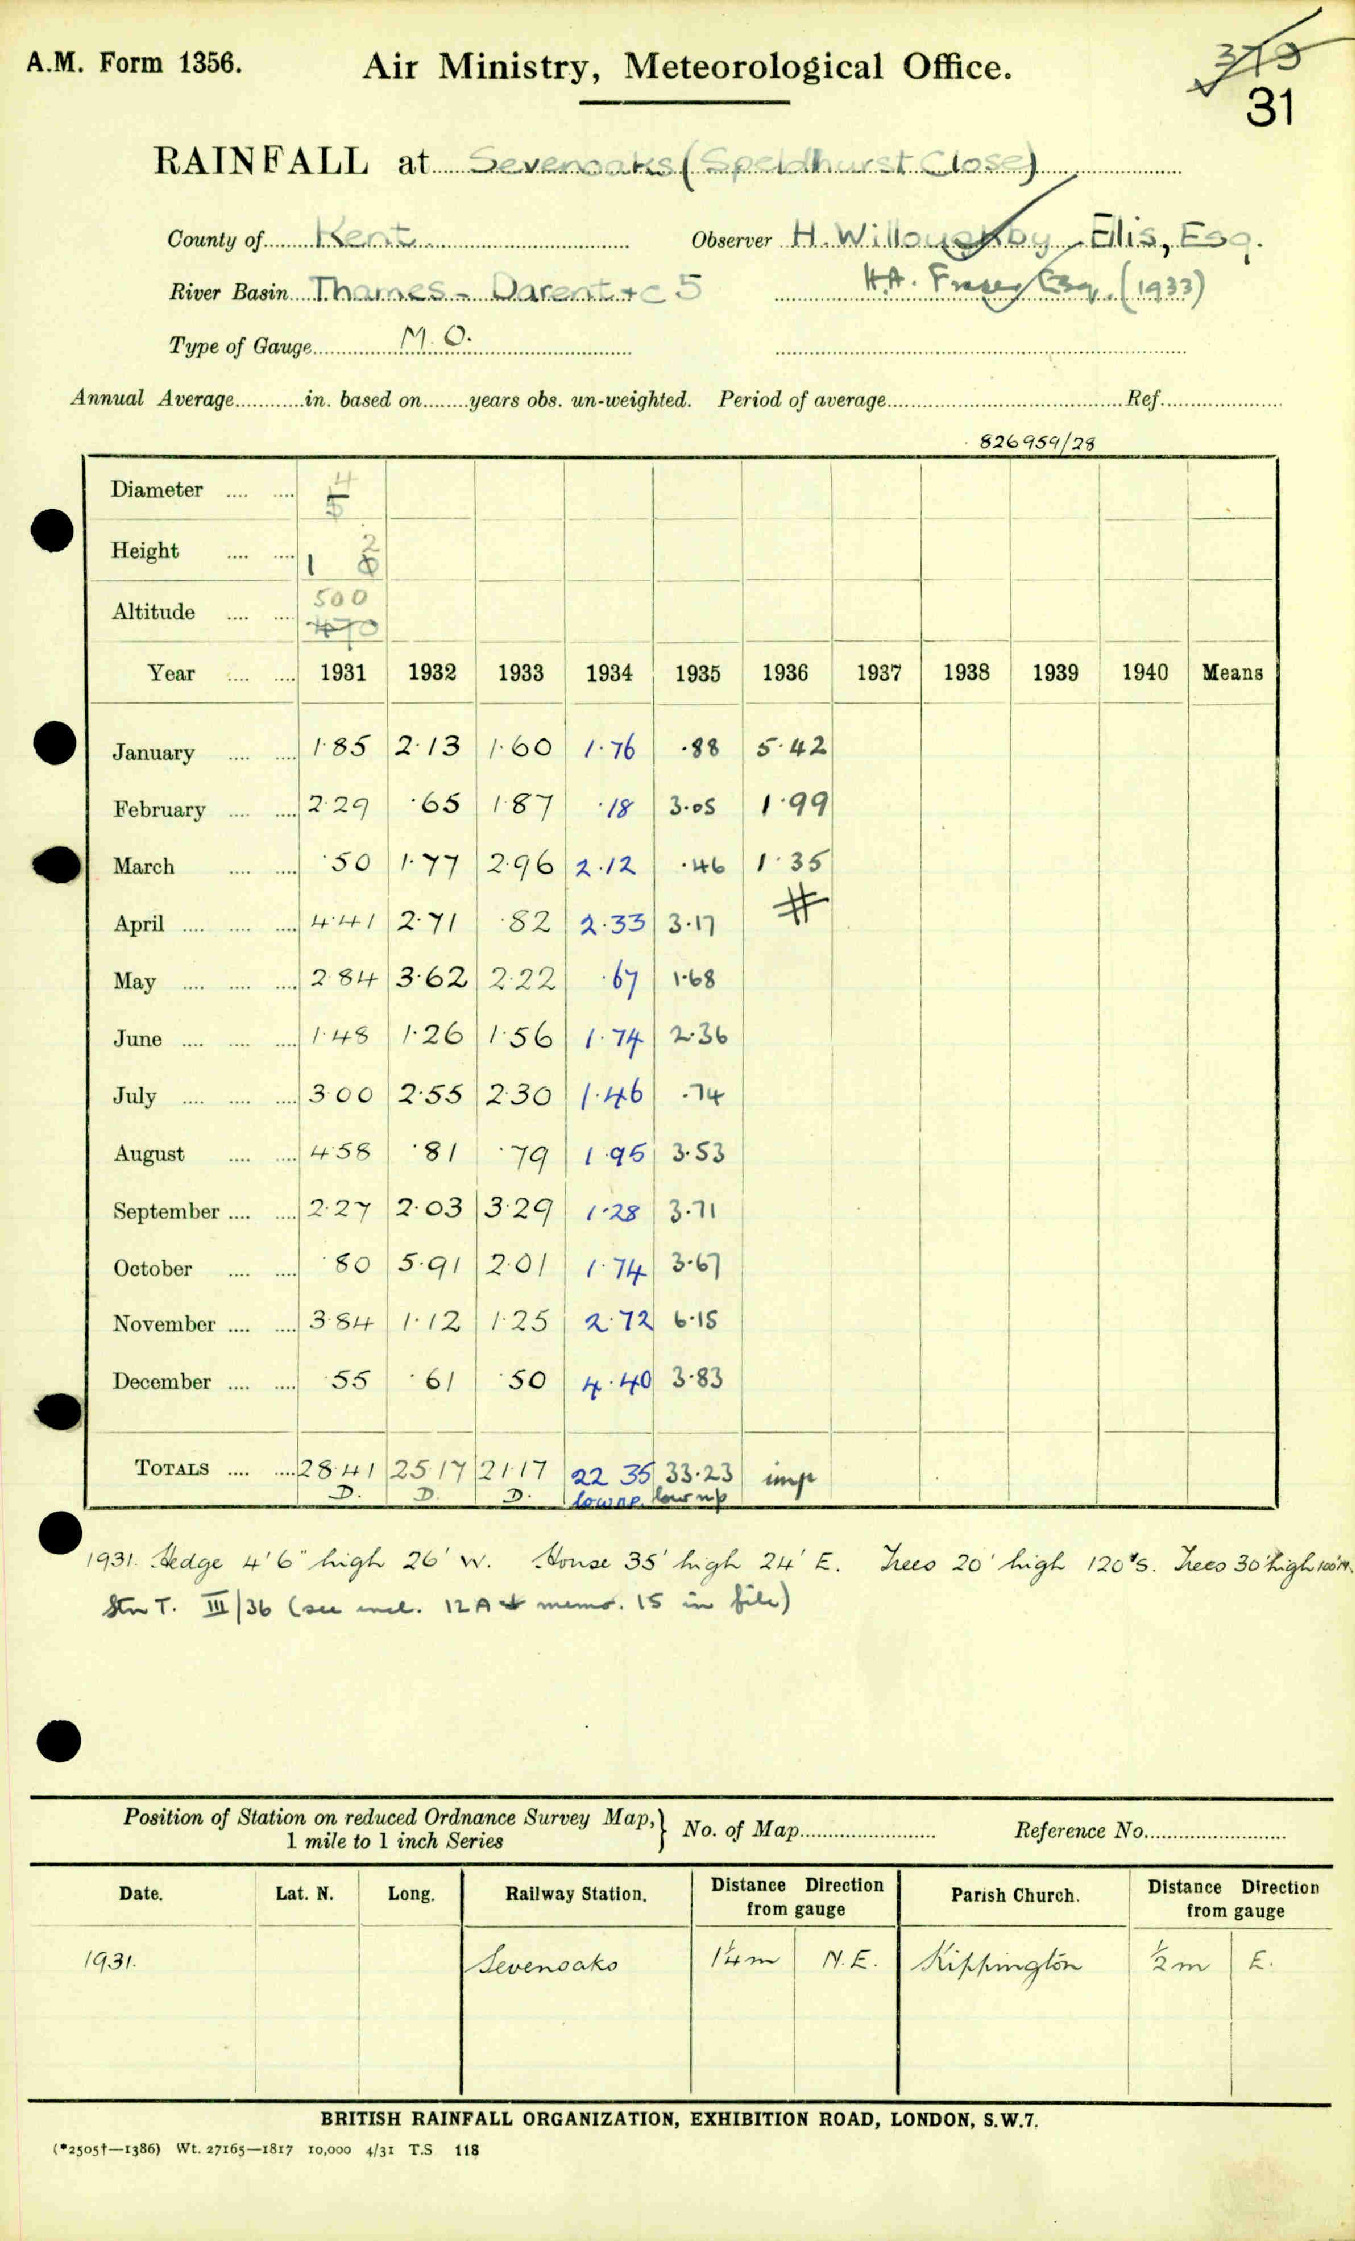 A.M. Form 1356.
Air Ministry, Meteorological Office.
379
31
RAINFALL at Sevenoaks (Speldhurst Close)
County of Kent Observer H. Willoughby Ellis, Esq.
River Basin Thames - Darent + C 5 H.A. Fraser Esq. (1933)
Type of Gauge M.O.
Annual Average in. based on years obs. un-weighted. Period of average Ref.
826959/28
Diameter 4 5
Height 1 2 0
Altitude 500 470
Year 1931 1932 1933 1934 1935 1936 1937 1938 1939 1940 Means
January 1·85 2·13 1·60 1·76 ·88 5·42
February 2·29 ·65 1·87 ·18 3·05 1·99
March ·50 1·77 2·96 2·12 ·46 1·35
April 4·41 2·71 ·82 2·33 3·17 #
May 2·84 3·62 2·22 ·67 1·68
June 1·48 1·26 1·56 1·74 2·36
July 3·00 2·55 2·30 1·46 ·74
August 4·58 ·81 ·79 1·95 3·53
September 2·27 2·03 3·29 1·28 3·71
October ·80 5·91 2·01 1·74 3·67
November 3·84 1·12 1·25 2·72 6·15
December ·55 ·61 ·50 4·40 3·83
TOTALS 28·41 25·17 21·17 22 35 33·23 imp
D. D. D. low np. low np
1931. Hedge 4'6" high 26' W. House 35' high 24' E. Trees 20' high 120' S. Trees 30' high 100' N.
Stn T. III/36 (see encl. 12A + memo. 15 in file)
Position of Station on reduced Ordnance Survey Map, } No. of Map Reference No.
1 mile to 1 inch Series
Date. Lat. N. Long. Railway Station. Distance Direction from gauge Parish Church. Distance Direction from gauge
1931. Sevenoaks 1¼ m N.E. Kippington ½ m E.
BRITISH RAINFALL ORGANIZATION, EXHIBITION ROAD, LONDON, S.W.7.
(*2505†—1386) Wt. 27165—1817 10,000 4/31 T.S 118